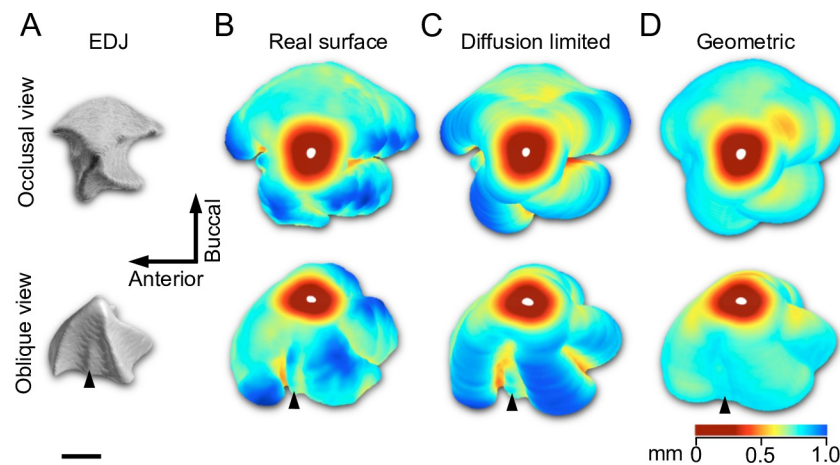 A B C D
EDJ Real surface Diffusion limited Geometric
Occlusal view
Buccal
Anterior
Oblique view
mm 0 0.5 1.0